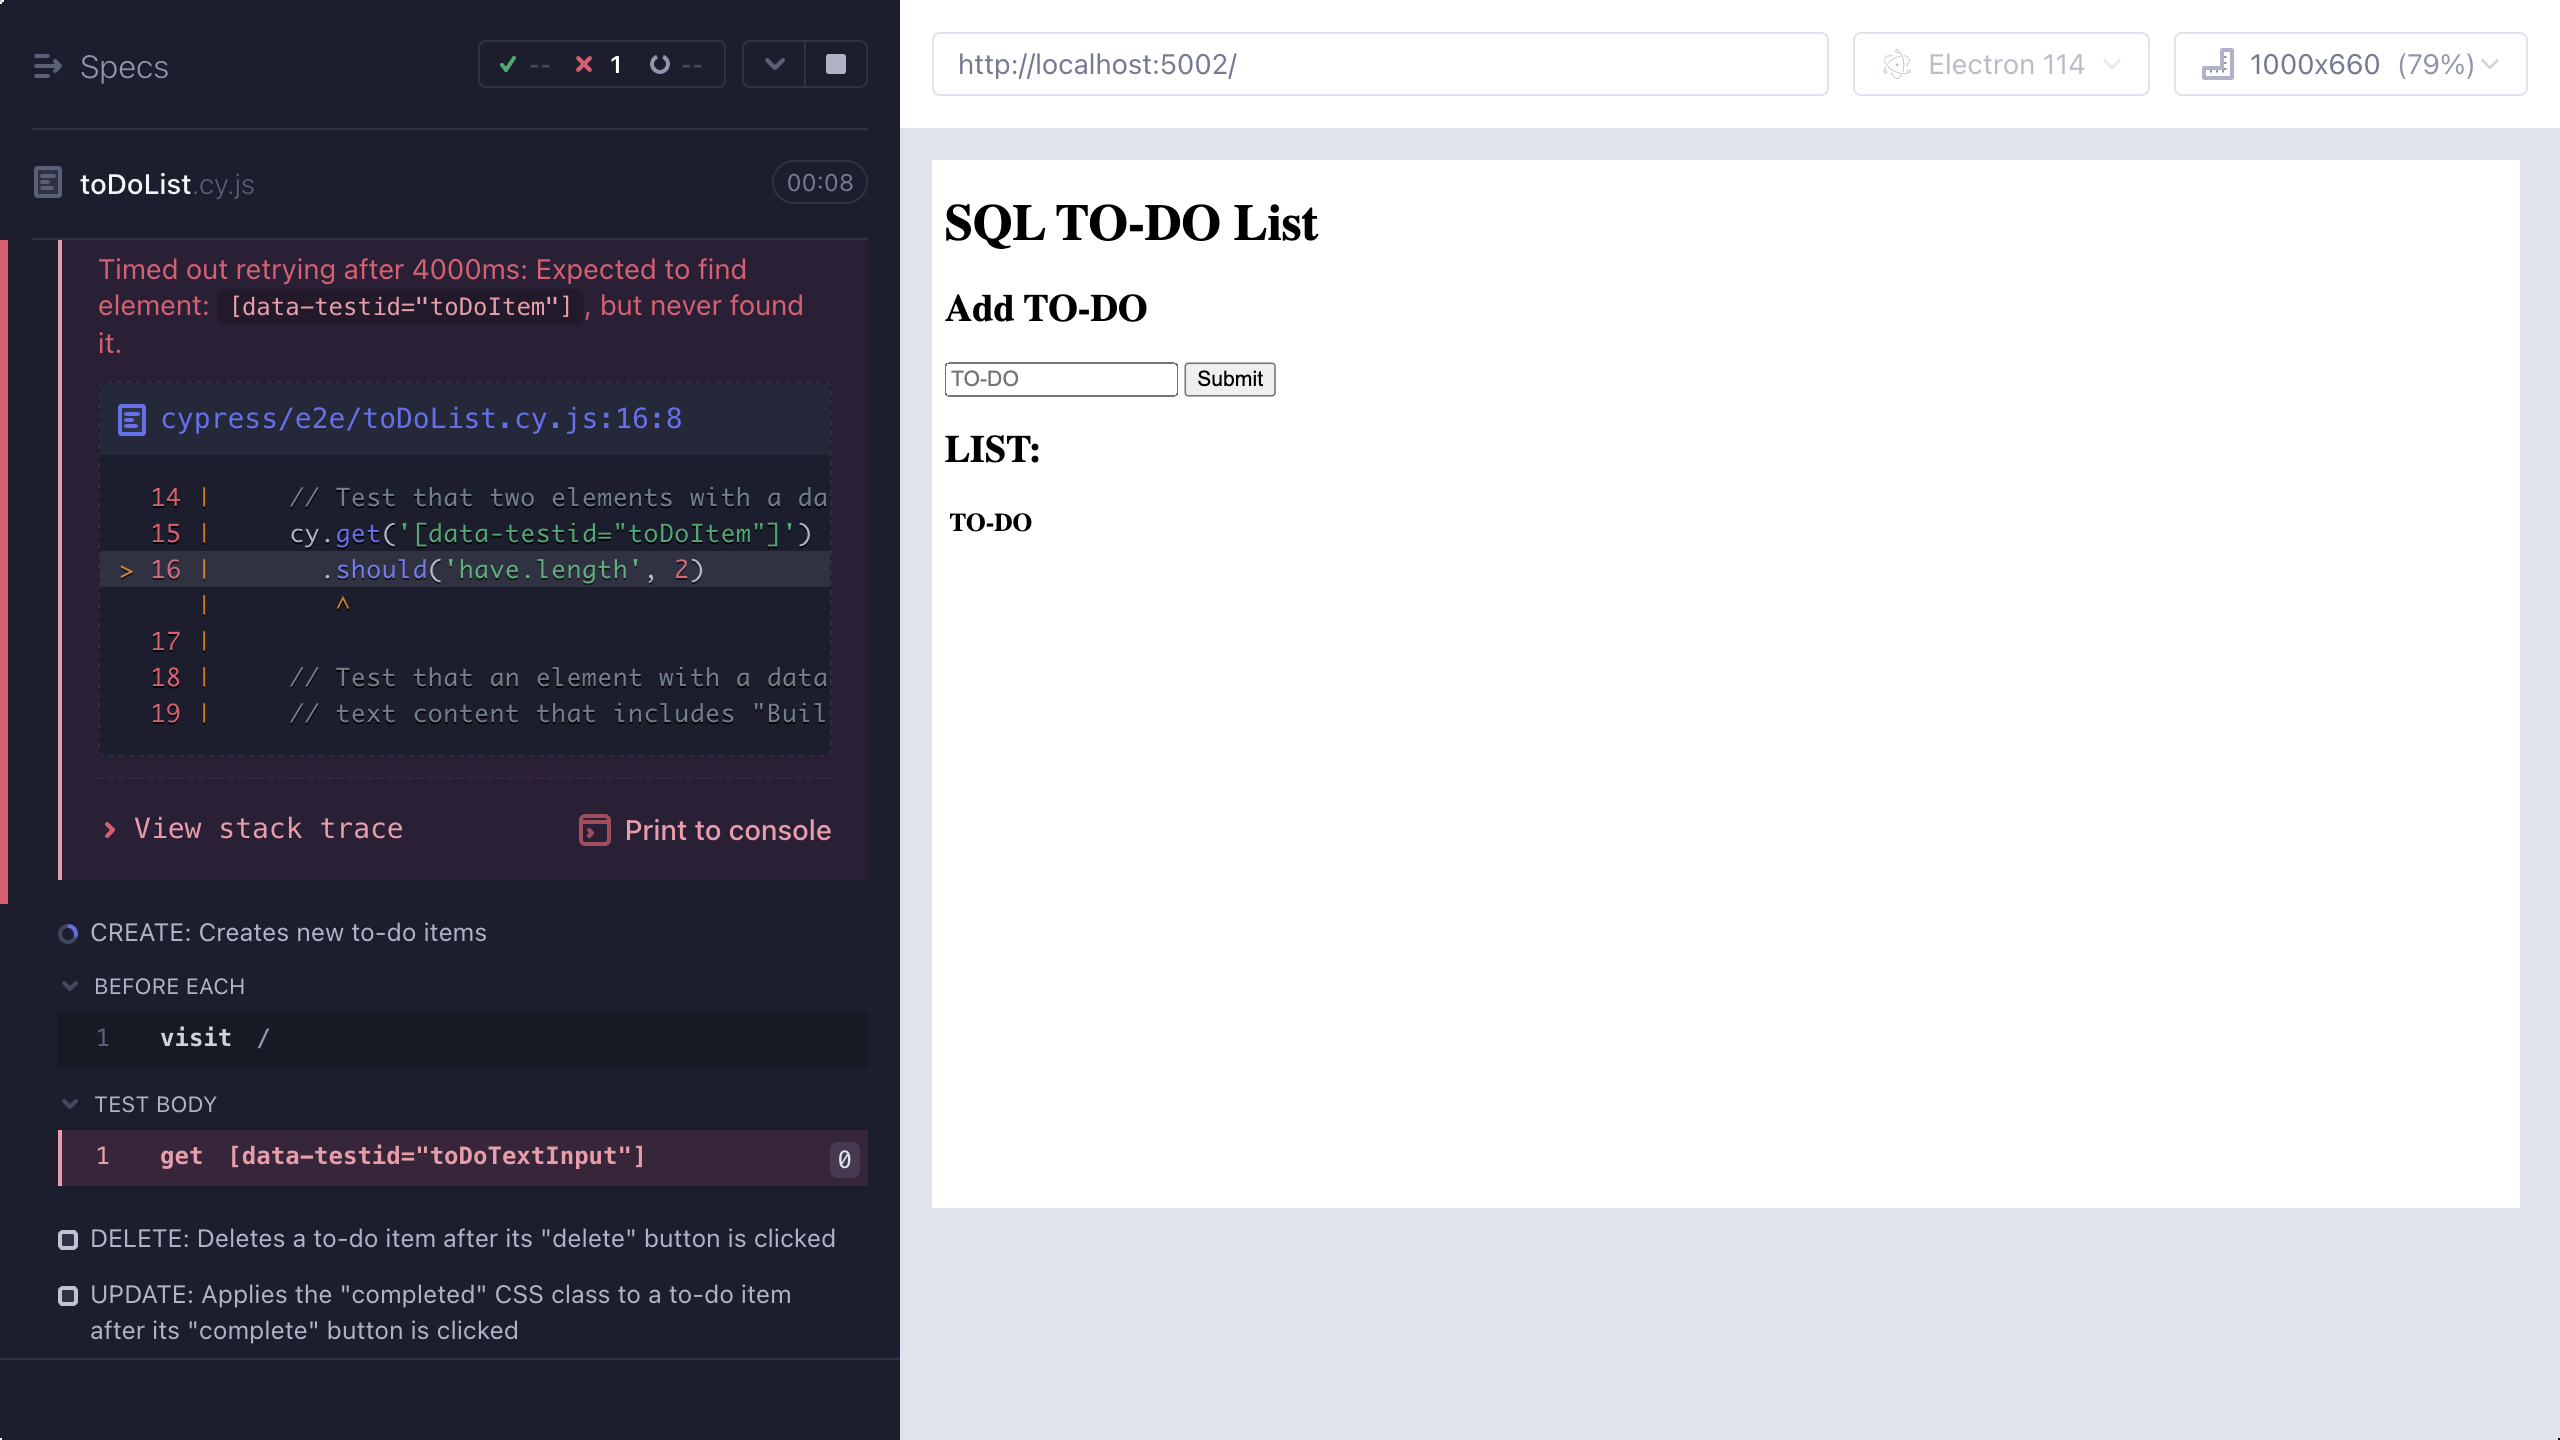 Specs
-- 1 --
toDoList.cy.js
00:08
Timed out retrying after 4000ms: Expected to find
element: [data-testid="toDoItem"], but never found
it.
cypress/e2e/toDoList.cy.js:16:8
14 | // Test that two elements with a da
15 | cy.get('[data-testid="toDoItem"]')
> 16 | .should('have.length', 2)
| ^
17 |
18 | // Test that an element with a data
19 | // text content that includes "Buil
View stack trace
Print to console
CREATE: Creates new to-do items
BEFORE EACH
1 visit /
TEST BODY
1 get [data-testid="toDoTextInput"] 0
DELETE: Deletes a to-do item after its "delete" button is clicked
UPDATE: Applies the "completed" CSS class to a to-do item
after its "complete" button is clicked
http://localhost:5002/
Electron 114
1000x660 (79%)
SQL TO-DO List
Add TO-DO
TO-DO Submit
LIST:
TO-DO